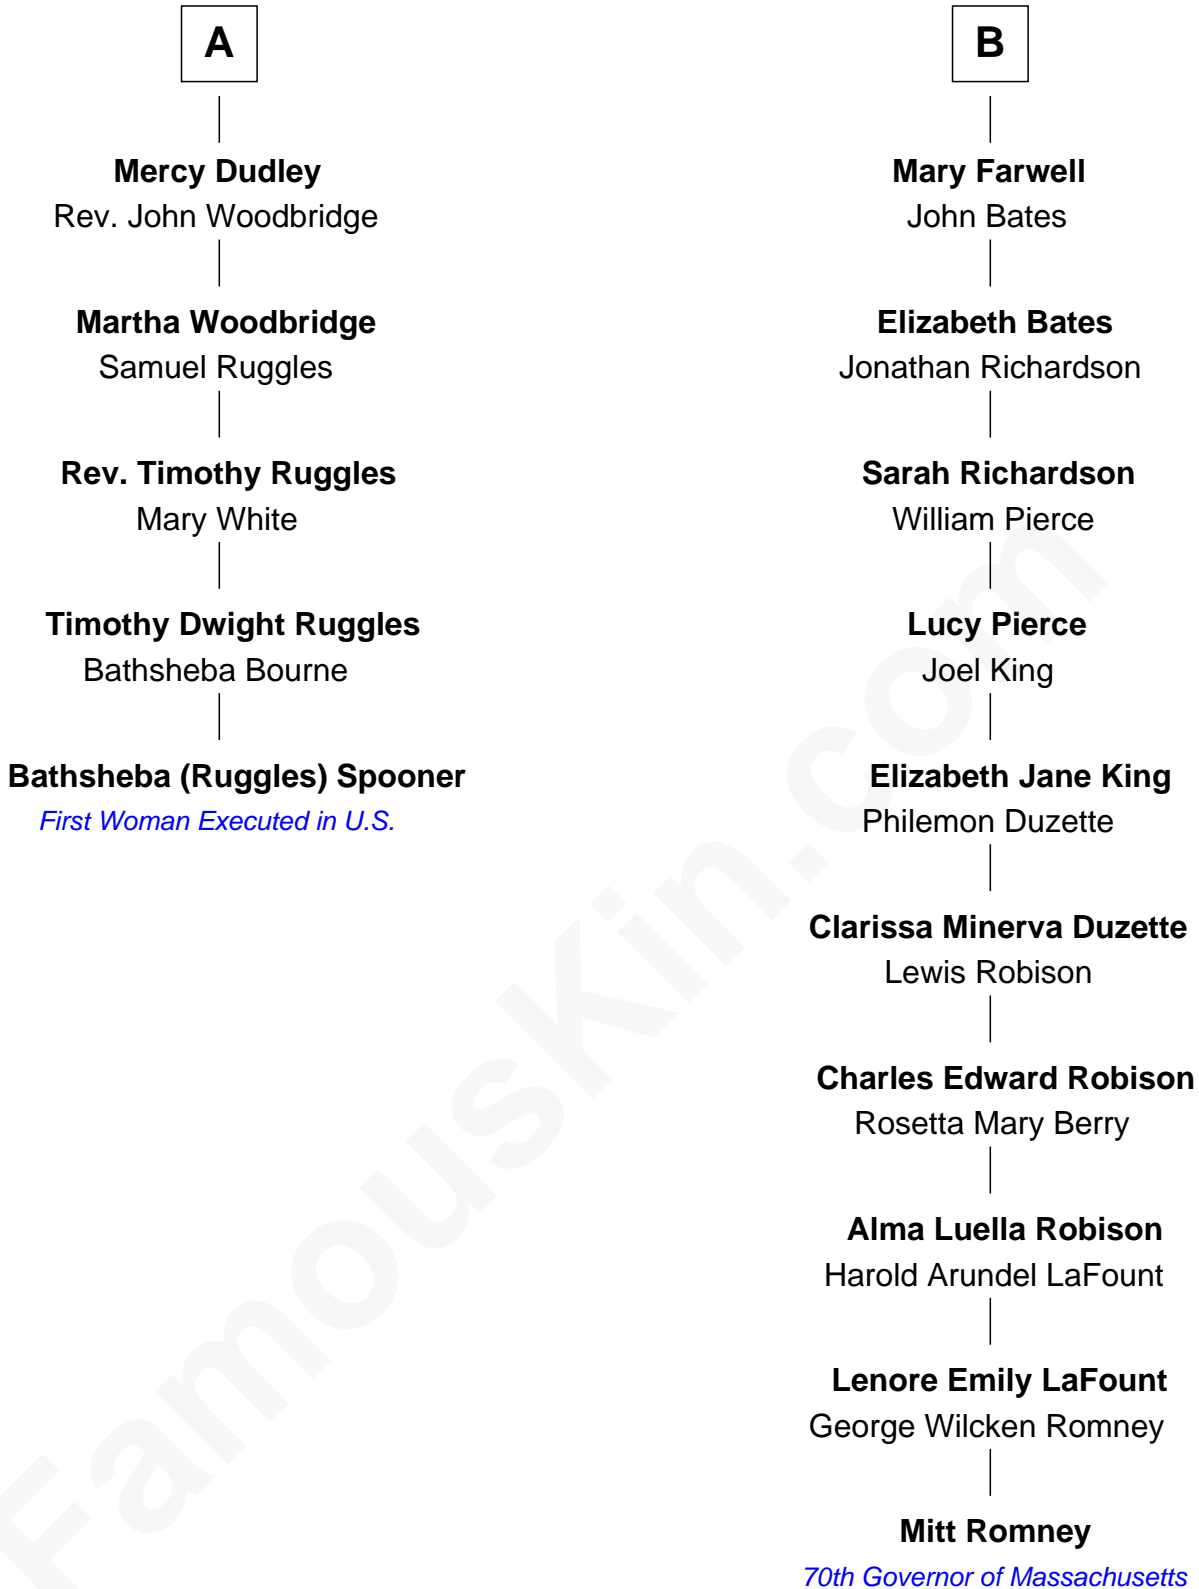 A
Mercy Dudley
Rev. John Woodbridge
Martha Woodbridge
Samuel Ruggles
Rev. Timothy Ruggles
Mary White
Timothy Dwight Ruggles
Bathsheba Bourne
Bathsheba (Ruggles) Spooner
First Woman Executed in U.S.
B
Mary Farwell
John Bates
Elizabeth Bates
Jonathan Richardson
Sarah Richardson
William Pierce
Lucy Pierce
Joel King
Elizabeth Jane King
Philemon Duzette
Clarissa Minerva Duzette
Lewis Robison
Charles Edward Robison
Rosetta Mary Berry
Alma Luella Robison
Harold Arundel LaFount
Lenore Emily LaFount
George Wilcken Romney
Mitt Romney
70th Governor of Massachusetts
FamousKin.com